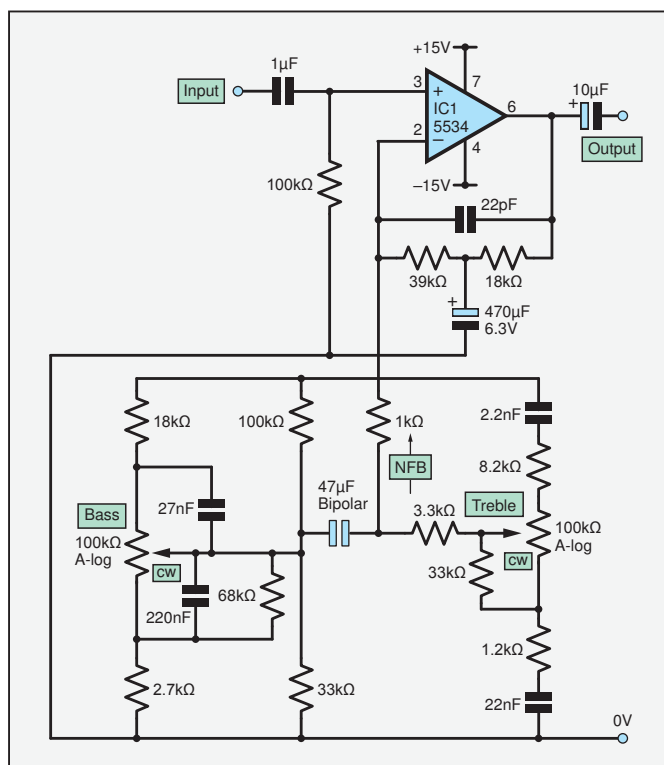 +15V
1µF
10µF
Input
3
+
7
IC1
5534
6
+
2
–
4
Output
100kΩ
–15V
22pF
39kΩ
18kΩ
+
470µF
6.3V
18kΩ
100kΩ
1kΩ
2.2nF
NFB
8.2kΩ
47µF
Bipolar
27nF
Bass
3.3kΩ
Treble
100kΩ
A-log
100kΩ
A-log
cw
cw
33kΩ
68kΩ
220nF
1.2kΩ
2.7kΩ
33kΩ
22nF
0V